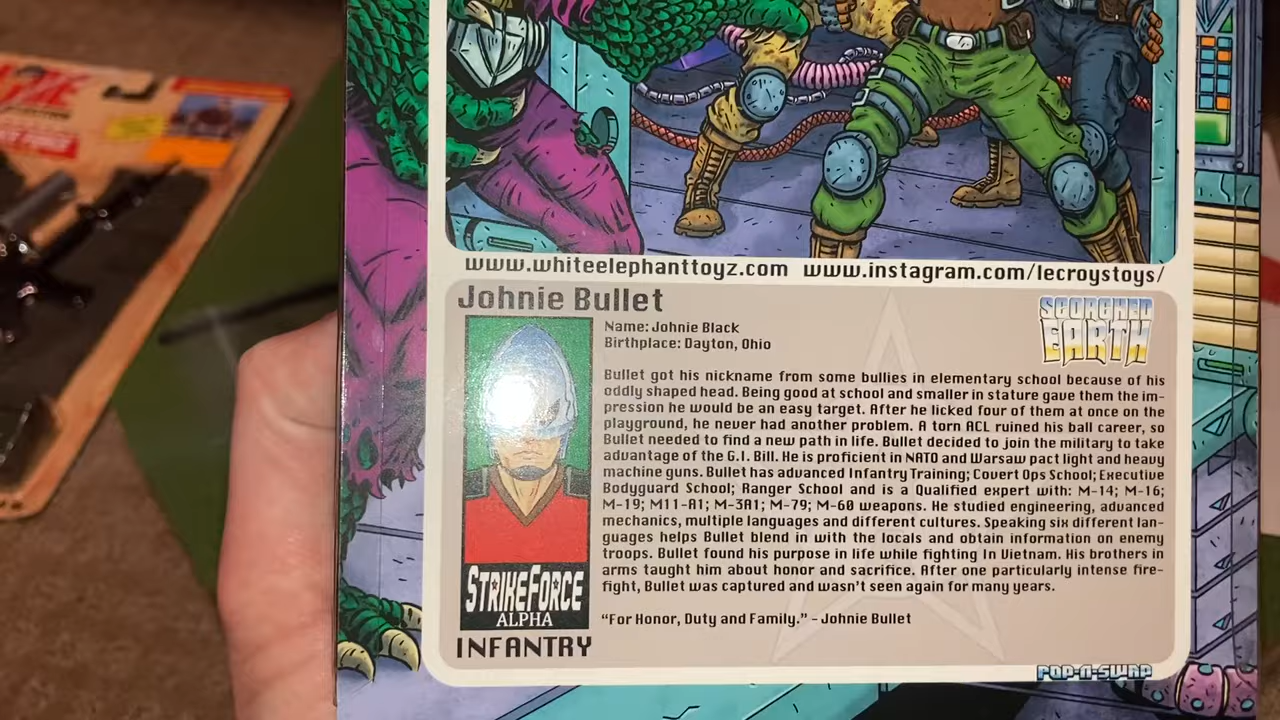 www.whiteelephanttoyz.com www.instagram.com/lecroystoys/
Johnie Bullet
SCORCHED
EARTH
Name: Johnie Black
Birthplace: Dayton, Ohio
Bullet got his nickname from some bullies in elementary school because of his
oddly shaped head. Being good at school and smaller in stature gave them the im-
pression he would be an easy target. After he licked four of them at once on the
playground, he never had another problem. A torn ACL ruined his ball career, so
Bullet needed to find a new path in life. Bullet decided to join the military to take
advantage of the G.I. Bill. He is proficient in NATO and Warsaw pact light and heavy
machine guns. Bullet has advanced Infantry Training; Covert Ops School; Executive
Bodyguard School; Ranger School and is a Qualified expert with: M-14; M-16;
M-19; M11-A1; M-3A1; M-79; M-60 weapons. He studied engineering, advanced
mechanics, multiple languages and different cultures. Speaking six different lan-
guages helps Bullet blend in with the locals and obtain information on enemy
troops. Bullet found his purpose in life while fighting In Vietnam. His brothers in
arms taught him about honor and sacrifice. After one particularly intense fire-
fight, Bullet was captured and wasn't seen again for many years.
"For Honor, Duty and Family." - Johnie Bullet
STRIKEFORCE
ALPHA
INFANTRY
POP-N-SWAP